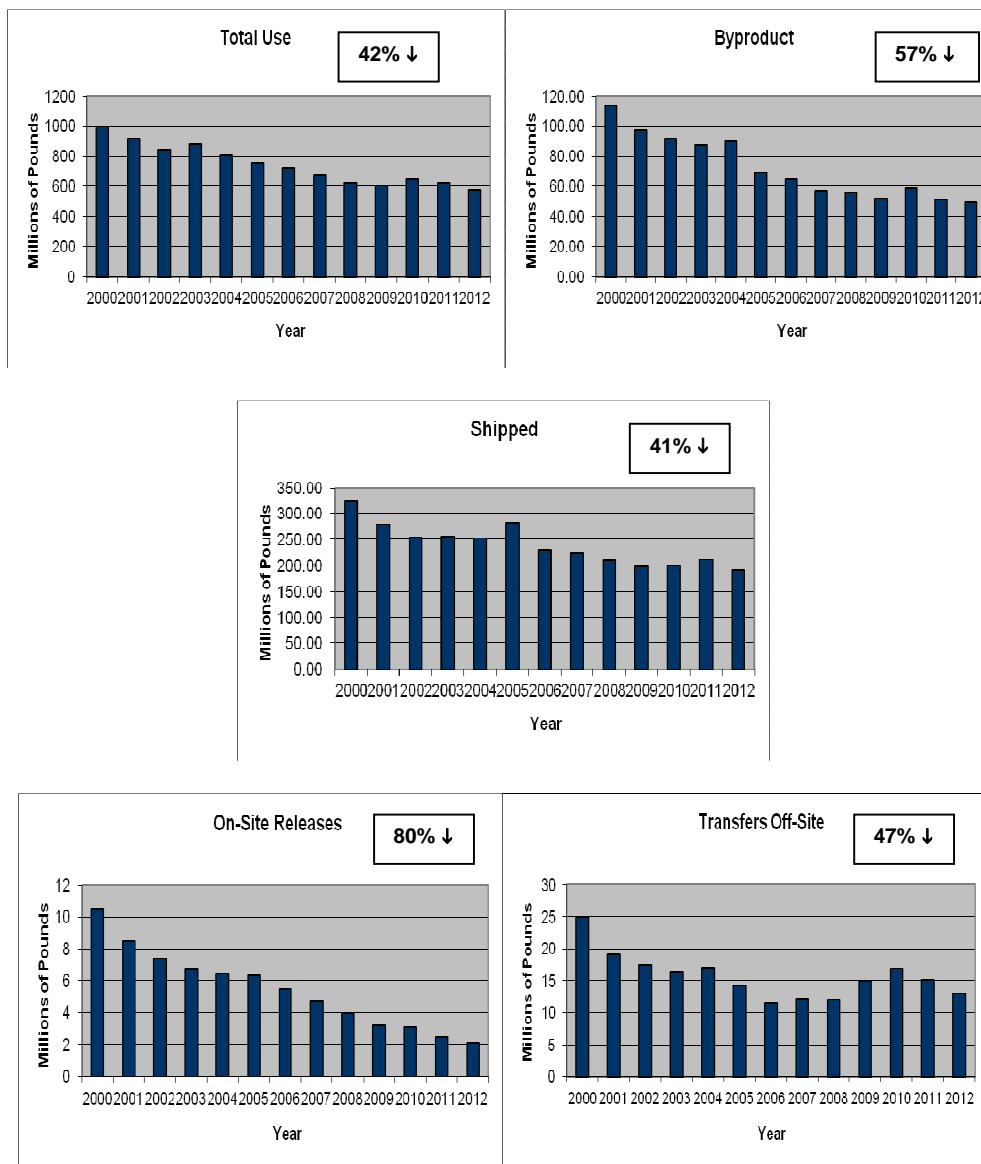 Total Use
42% ↓
Millions of Pounds
1200
1000
800
600
400
200
0
2000 2001 2002 2003 2004 2005 2006 2007 2008 2009 2010 2011 2012
Year
Byproduct
57% ↓
Millions of Pounds
120.00
100.00
80.00
60.00
40.00
20.00
0.00
2000 2001 2002 2003 2004 2005 2006 2007 2008 2009 2010 2011 2012
Year
Shipped
41% ↓
Millions of Pounds
350.00
300.00
250.00
200.00
150.00
100.00
50.00
0.00
2000 2001 2002 2003 2004 2005 2006 2007 2008 2009 2010 2011 2012
Year
On-Site Releases
80% ↓
Millions of Pounds
12
10
8
6
4
2
0
2000 2001 2002 2003 2004 2005 2006 2007 2008 2009 2010 2011 2012
Year
Transfers Off-Site
47% ↓
Millions of Pounds
30
25
20
15
10
5
0
2000 2001 2002 2003 2004 2005 2006 2007 2008 2009 2010 2011 2012
Year